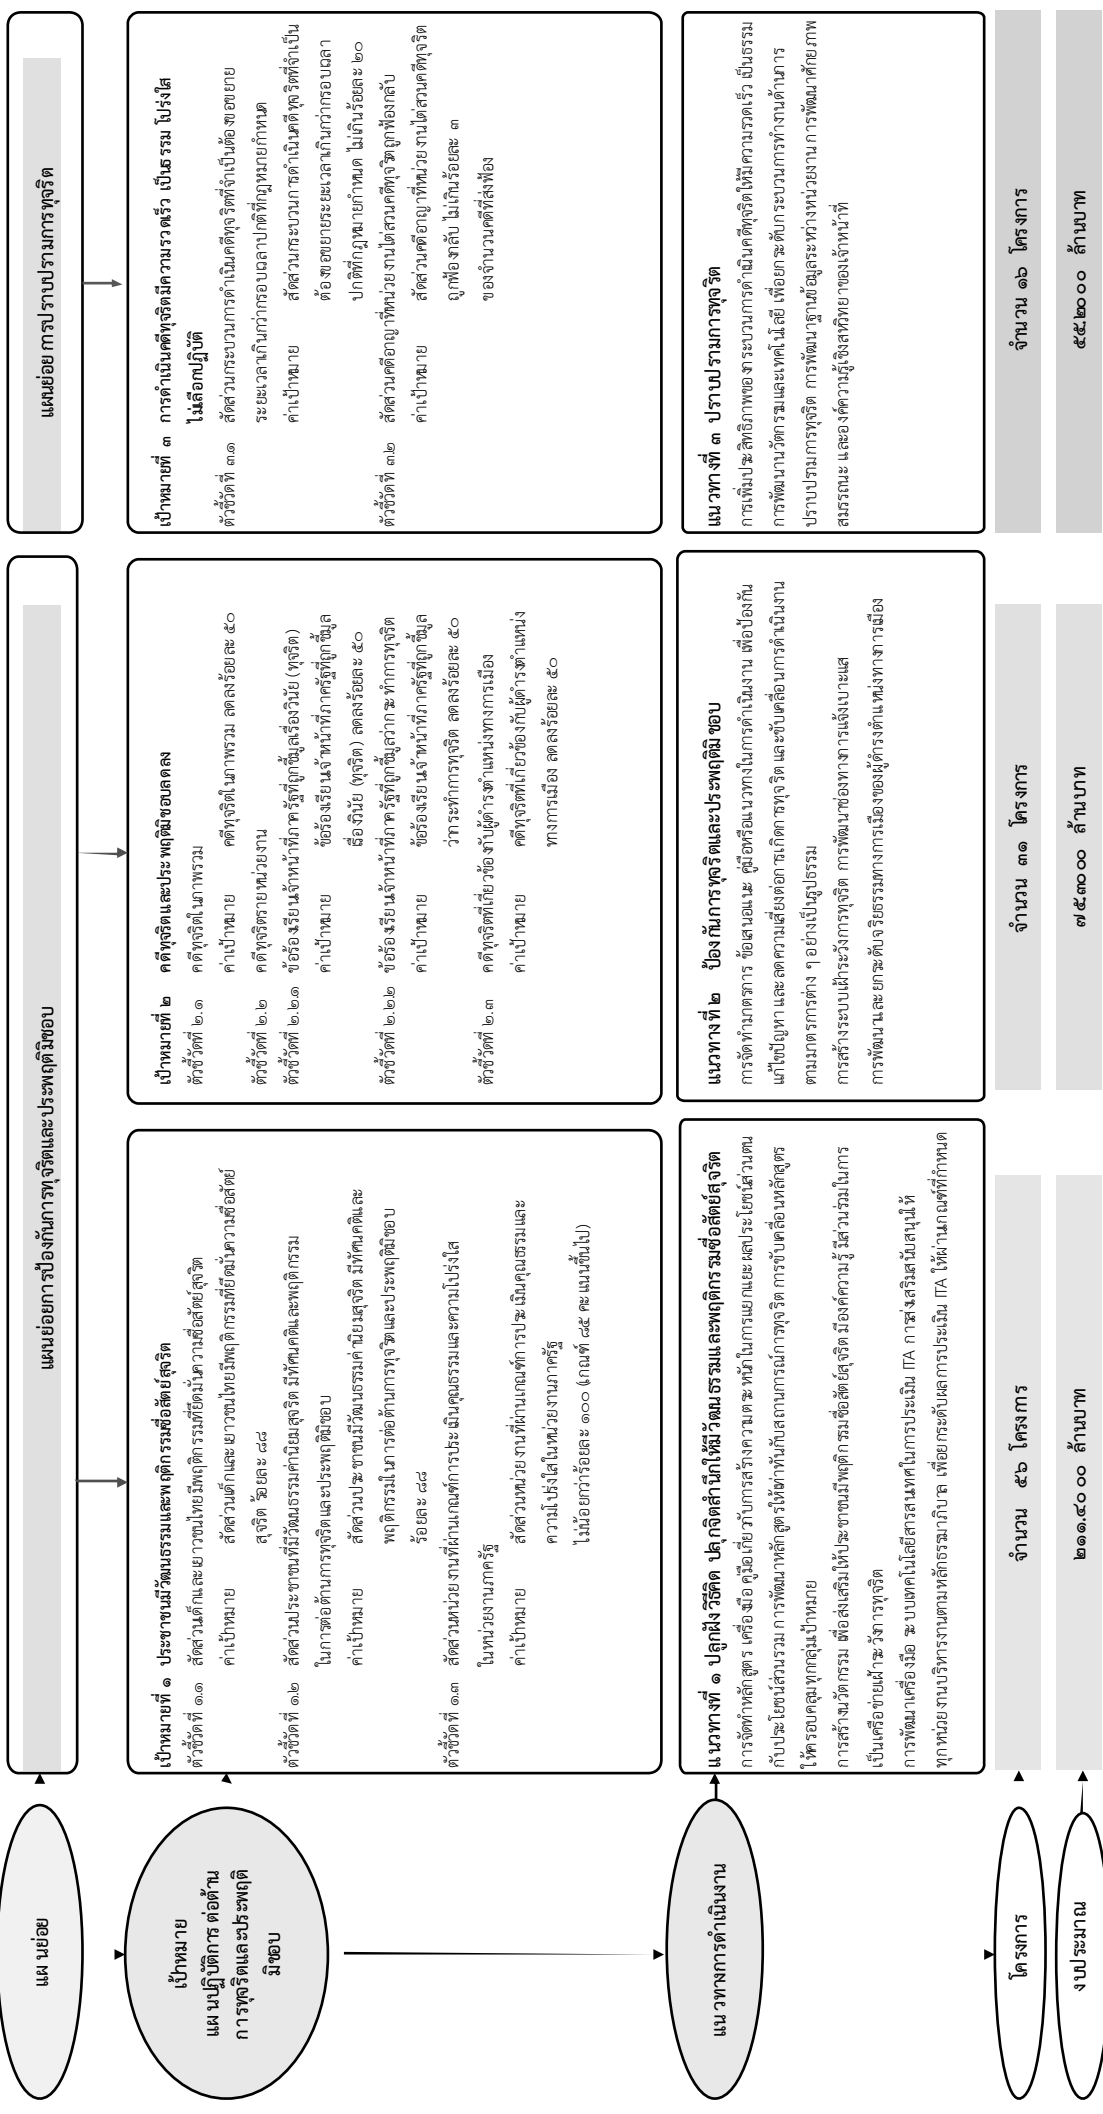 แผนย่อย
แผนย่อยการป้องกันการทุจริตและประพฤติมิชอบ
แผนย่อยการปราบปรามการทุจริต
เป้าหมาย
แผนปฏิบัติการต่อต้าน
การทุจริตและประพฤติ
มิชอบ
เป้าหมายที่ ๑ ประชาชนมีวัฒนธรรมและพฤติกรรมซื่อสัตย์สุจริต
ตัวชี้วัดที่ ๑.๑ สัดส่วนเด็กและเยาวชนไทยมีพฤติกรรมที่ยึดมั่นความซื่อสัตย์สุจริต
ค่าเป้าหมาย สัดส่วนเด็กและเยาวชนไทยมีพฤติกรรมที่ยึดมั่นความซื่อสัตย์
สุจริต ร้อยละ ๘๘
ตัวชี้วัดที่ ๑.๒ สัดส่วนประชาชนที่มีวัฒนธรรมค่านิยมสุจริต มีทัศนคติและพฤติกรรม
ในการต่อต้านการทุจริตและประพฤติมิชอบ
ค่าเป้าหมาย สัดส่วนประชาชนมีวัฒนธรรมค่านิยมสุจริต มีทัศนคติและ
พฤติกรรมในการต่อต้านการทุจริตและประพฤติมิชอบ
ร้อยละ ๘๘
ตัวชี้วัดที่ ๑.๓ สัดส่วนหน่วยงานที่ผ่านเกณฑ์การประเมินคุณธรรมและความโปร่งใส
ในหน่วยงานภาครัฐ
ค่าเป้าหมาย สัดส่วนหน่วยงานที่ผ่านเกณฑ์การประเมินคุณธรรมและ
ความโปร่งใสในหน่วยงานภาครัฐ
ไม่น้อยกว่าร้อยละ ๑๐๐ (เกณฑ์ ๘๕ คะแนนขึ้นไป)
เป้าหมายที่ ๒ คดีทุจริตและประพฤติมิชอบลดลง
ตัวชี้วัดที่ ๒.๑ คดีทุจริตในภาพรวม
ค่าเป้าหมาย คดีทุจริตในภาพรวม ลดลงร้อยละ ๕๐
ตัวชี้วัดที่ ๒.๒ คดีทุจริตรายหน่วยงาน
ตัวชี้วัดที่ ๒.๒.๑ ข้อร้องเรียนเจ้าหน้าที่ภาครัฐที่ถูกชี้มูลเรื่องวินัย (ทุจริต)
ค่าเป้าหมาย ข้อร้องเรียนเจ้าหน้าที่ภาครัฐที่ถูกชี้มูล
เรื่องวินัย (ทุจริต) ลดลงร้อยละ ๕๐
ตัวชี้วัดที่ ๒.๒.๒ ข้อร้องเรียนเจ้าหน้าที่ภาครัฐที่ถูกชี้มูลว่ากระทำการทุจริต
ค่าเป้าหมาย ข้อร้องเรียนเจ้าหน้าที่ภาครัฐที่ถูกชี้มูล
ว่ากระทำการทุจริต ลดลงร้อยละ ๕๐
ตัวชี้วัดที่ ๒.๓ คดีทุจริตที่เกี่ยวข้องกับผู้ดำรงตำแหน่งทางการเมือง
ค่าเป้าหมาย คดีทุจริตที่เกี่ยวข้องกับผู้ดำรงตำแหน่ง
ทางการเมือง ลดลงร้อยละ ๕๐
เป้าหมายที่ ๓ การดำเนินคดีทุจริตมีความรวดเร็ว เป็นธรรม โปร่งใส
ไม่เลือกปฏิบัติ
ตัวชี้วัดที่ ๓.๑ สัดส่วนกระบวนการดำเนินคดีทุจริตที่จำเป็นต้องขอขยาย
ระยะเวลาเกินกว่ากรอบเวลาปกติที่กฎหมายกำหนด
ค่าเป้าหมาย สัดส่วนกระบวนการดำเนินคดีทุจริตที่จำเป็น
ต้องขอขยายระยะเวลาเกินกว่ากรอบเวลา
ปกติที่กฎหมายกำหนด ไม่เกินร้อยละ ๒๐
ตัวชี้วัดที่ ๓.๒ สัดส่วนคดีอาญาที่หน่วยงานไต่สวนคดีทุจริตถูกฟ้องกลับ
ค่าเป้าหมาย สัดส่วนคดีอาญาที่หน่วยงานไต่สวนคดีทุจริต
ถูกฟ้องกลับ ไม่เกินร้อยละ ๓
ของจำนวนคดีที่ส่งฟ้อง
แนวทางการดำเนินงาน
แนวทางที่ ๑ ปลูกฝังวิธีคิด ปลุกจิตสำนึกให้มีวัฒนธรรมและพฤติกรรมซื่อสัตย์สุจริต
การจัดทำหลักสูตร เครื่องมือ คู่มือเกี่ยวกับการสร้างความตระหนักในการแยกแยะผลประโยชน์ส่วนตน
กับประโยชน์ส่วนรวม การพัฒนาหลักสูตรให้เท่าทันกับสถานการณ์การทุจริต การขับเคลื่อนหลักสูตร
ให้ครอบคลุมทุกกลุ่มเป้าหมาย
การสร้างนวัตกรรม เพื่อส่งเสริมให้ประชาชนมีพฤติกรรมซื่อสัตย์สุจริต มีองค์ความรู้ มีส่วนร่วมในการ
เป็นเครือข่ายเฝ้าระวังการทุจริต
การพัฒนาเครื่องมือ ระบบเทคโนโลยีสารสนเทศในการประเมิน ITA การส่งเสริมสนับสนุนให้
ทุกหน่วยงานบริหารงานตามหลักธรรมาภิบาล เพื่อยกระดับผลการประเมิน ITA ให้ผ่านเกณฑ์ที่กำหนด
แนวทางที่ ๒ ป้องกันการทุจริตและประพฤติมิชอบ
การจัดทำมาตรการ ข้อเสนอแนะ คู่มือหรือแนวทางในการดำเนินงาน เพื่อป้องกัน
แก้ไขปัญหา และลดความเสี่ยงต่อการเกิดการทุจริต และขับเคลื่อนการดำเนินงาน
ตามมาตรการต่าง ๆ อย่างเป็นรูปธรรม
การสร้างระบบเฝ้าระวังการทุจริต การพัฒนาช่องทางการแจ้งเบาะแส
การพัฒนาและยกระดับจริยธรรมทางการเมืองของผู้ดำรงตำแหน่งทางการเมือง
แนวทางที่ ๓ ปราบปรามการทุจริต
การเพิ่มประสิทธิภาพของกระบวนการดำเนินคดีทุจริตให้มีความรวดเร็ว เป็นธรรม
การพัฒนานวัตกรรมและเทคโนโลยี เพื่อยกระดับกระบวนการทำงานด้านการ
ปราบปรามการทุจริต การพัฒนาฐานข้อมูลระหว่างหน่วยงาน การพัฒนาศักยภาพ
สมรรถนะ และองค์ความรู้เชิงสหวิทยาของเจ้าหน้าที่
โครงการ
จำนวน ๕๖ โครงการ
จำนวน ๓๑ โครงการ
จำนวน ๑๖ โครงการ
งบประมาณ
๒๑๑.๔๐๐๐ ล้านบาท
๗๕.๓๐๐๐ ล้านบาท
๕๕.๒๐๐๐ ล้านบาท